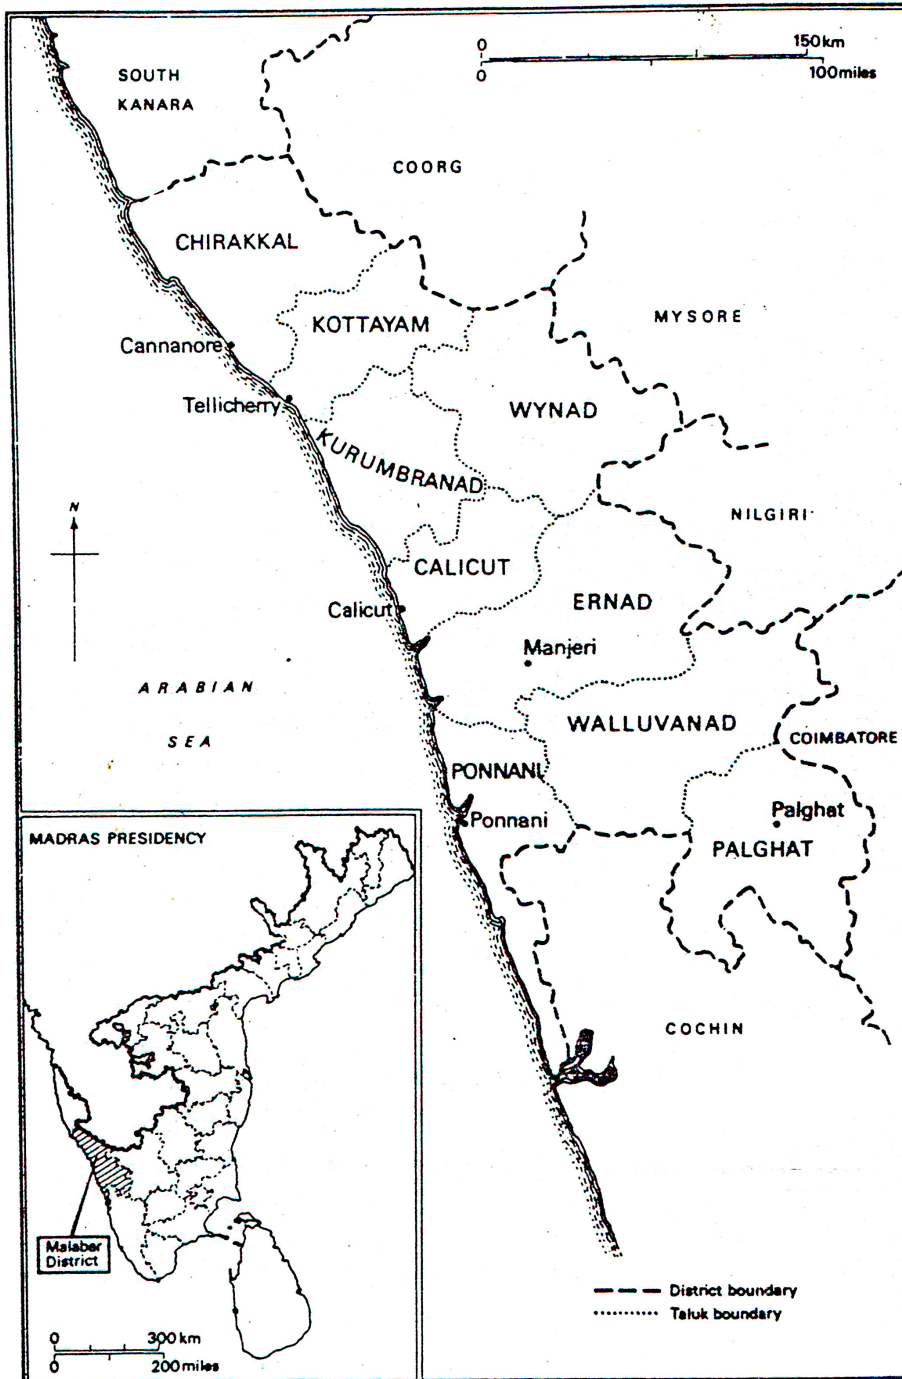 0 150km
0 100miles
SOUTH
KANARA
COORG
CHIRAKKAL
MYSORE
KOTTAYAM
Cannanore
Tellicherry
WYNAD
KURUMBRANAD
N
NILGIRI
CALICUT
Calicut
ERNAD
Manjeri
ARABIAN
SEA
WALLUVANAD
COIMBATORE
PONNANI
Ponnani
Palghat
PALGHAT
COCHIN
MADRAS PRESIDENCY
Malabar
District
0 300km
0 200miles
District boundary
Taluk boundary